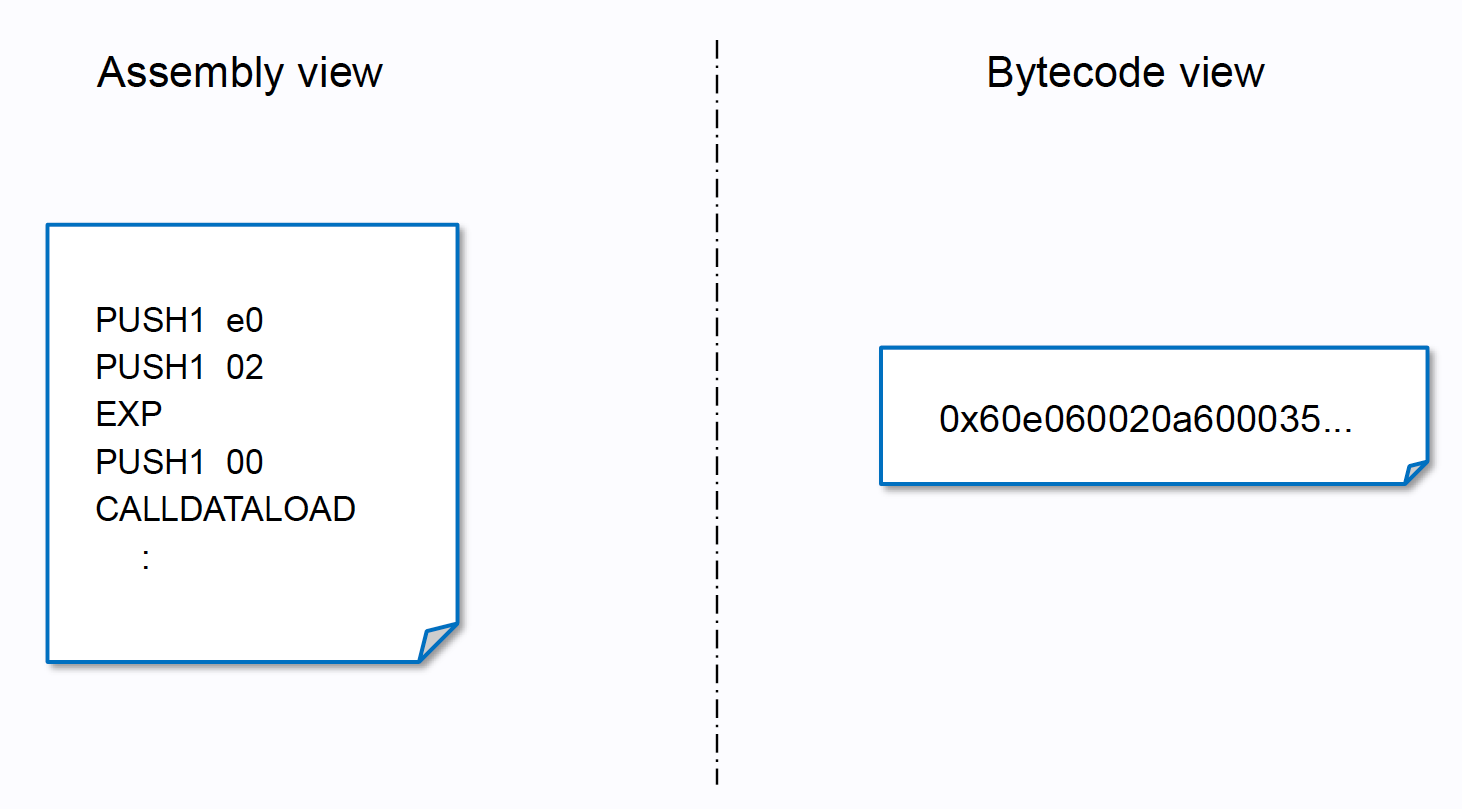 Assembly view
PUSH1 e0
PUSH1 02
EXP
PUSH1 00
CALLDATALOAD
:
Bytecode view
0x60e060020a600035...